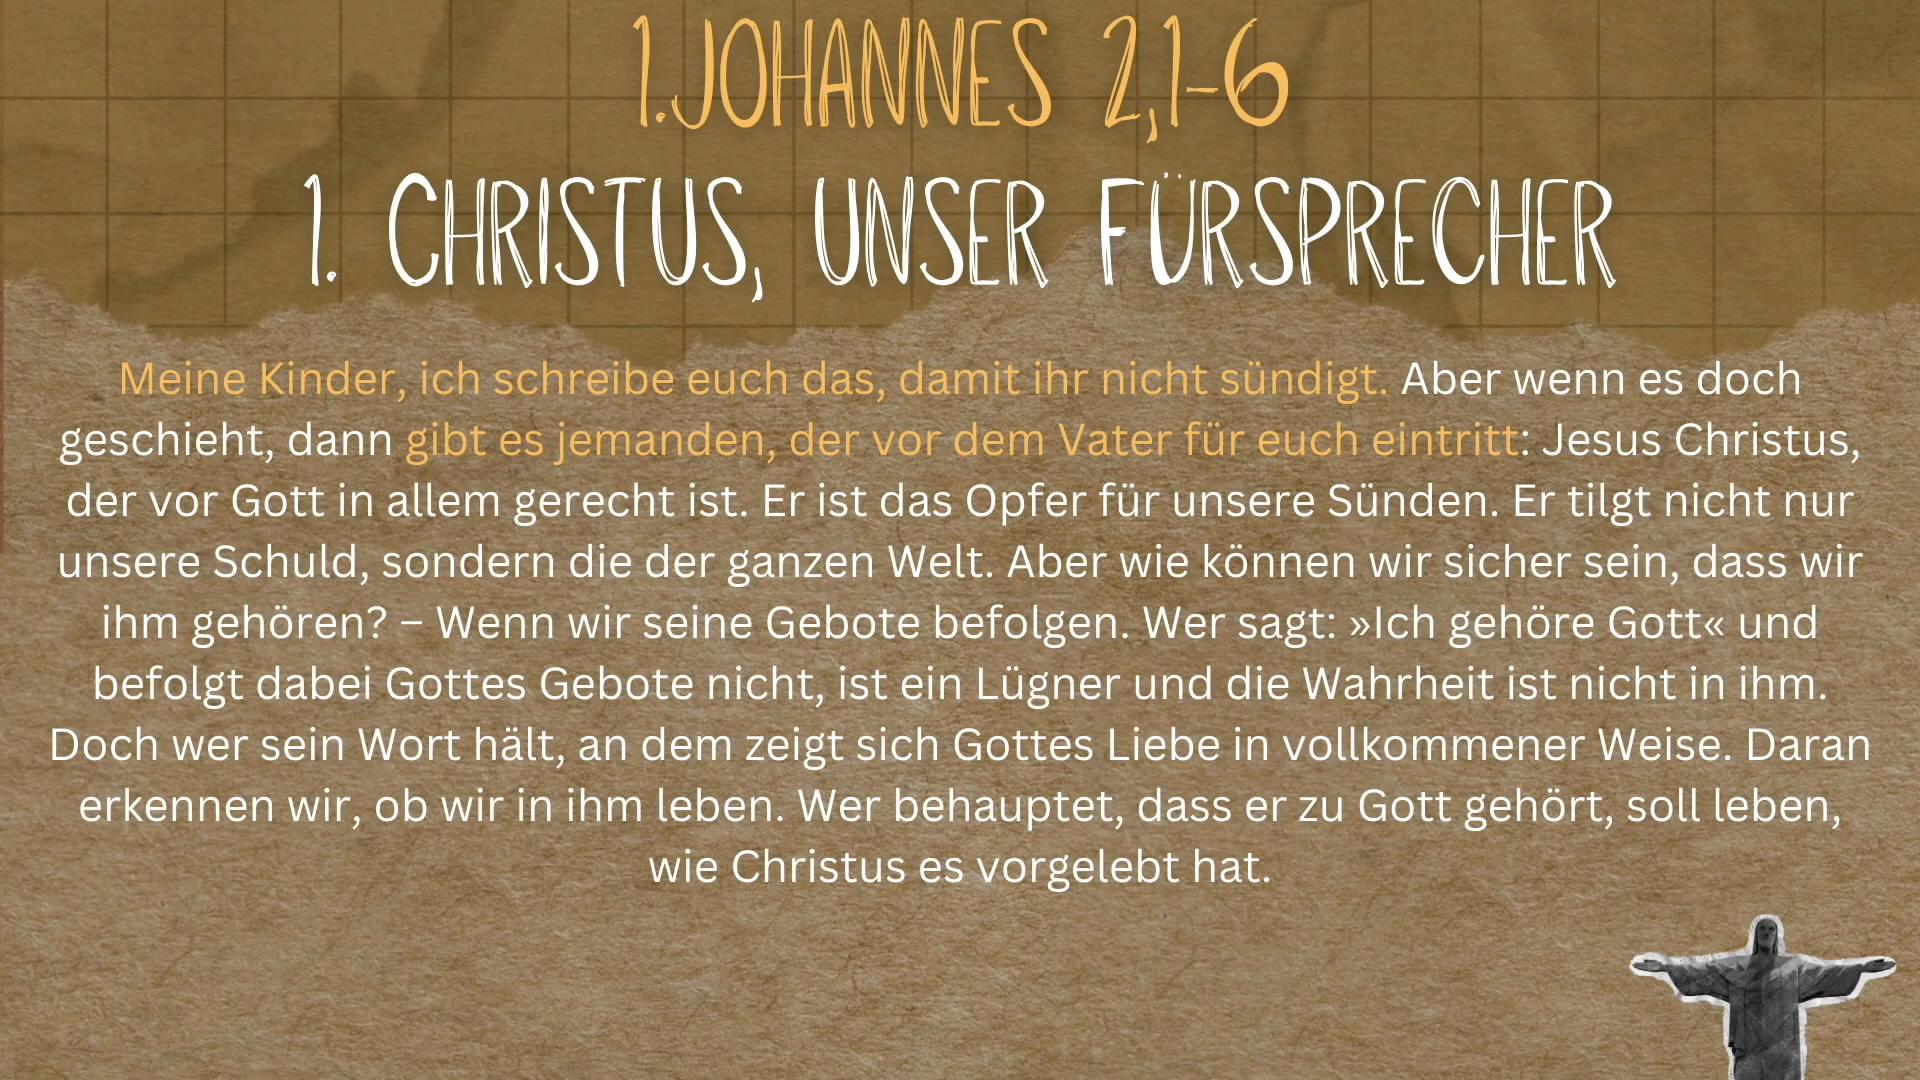 1.JOHANNES 2,1-6
1. CHRISTUS, UNSER FÜRSPRECHER
Meine Kinder, ich schreibe euch das, damit ihr nicht sündigt. Aber wenn es doch
geschieht, dann gibt es jemanden, der vor dem Vater für euch eintritt: Jesus Christus,
der vor Gott in allem gerecht ist. Er ist das Opfer für unsere Sünden. Er tilgt nicht nur
unsere Schuld, sondern die der ganzen Welt. Aber wie können wir sicher sein, dass wir
ihm gehören? – Wenn wir seine Gebote befolgen. Wer sagt: »Ich gehöre Gott« und
befolgt dabei Gottes Gebote nicht, ist ein Lügner und die Wahrheit ist nicht in ihm.
Doch wer sein Wort hält, an dem zeigt sich Gottes Liebe in vollkommener Weise. Daran
erkennen wir, ob wir in ihm leben. Wer behauptet, dass er zu Gott gehört, soll leben,
wie Christus es vorgelebt hat.